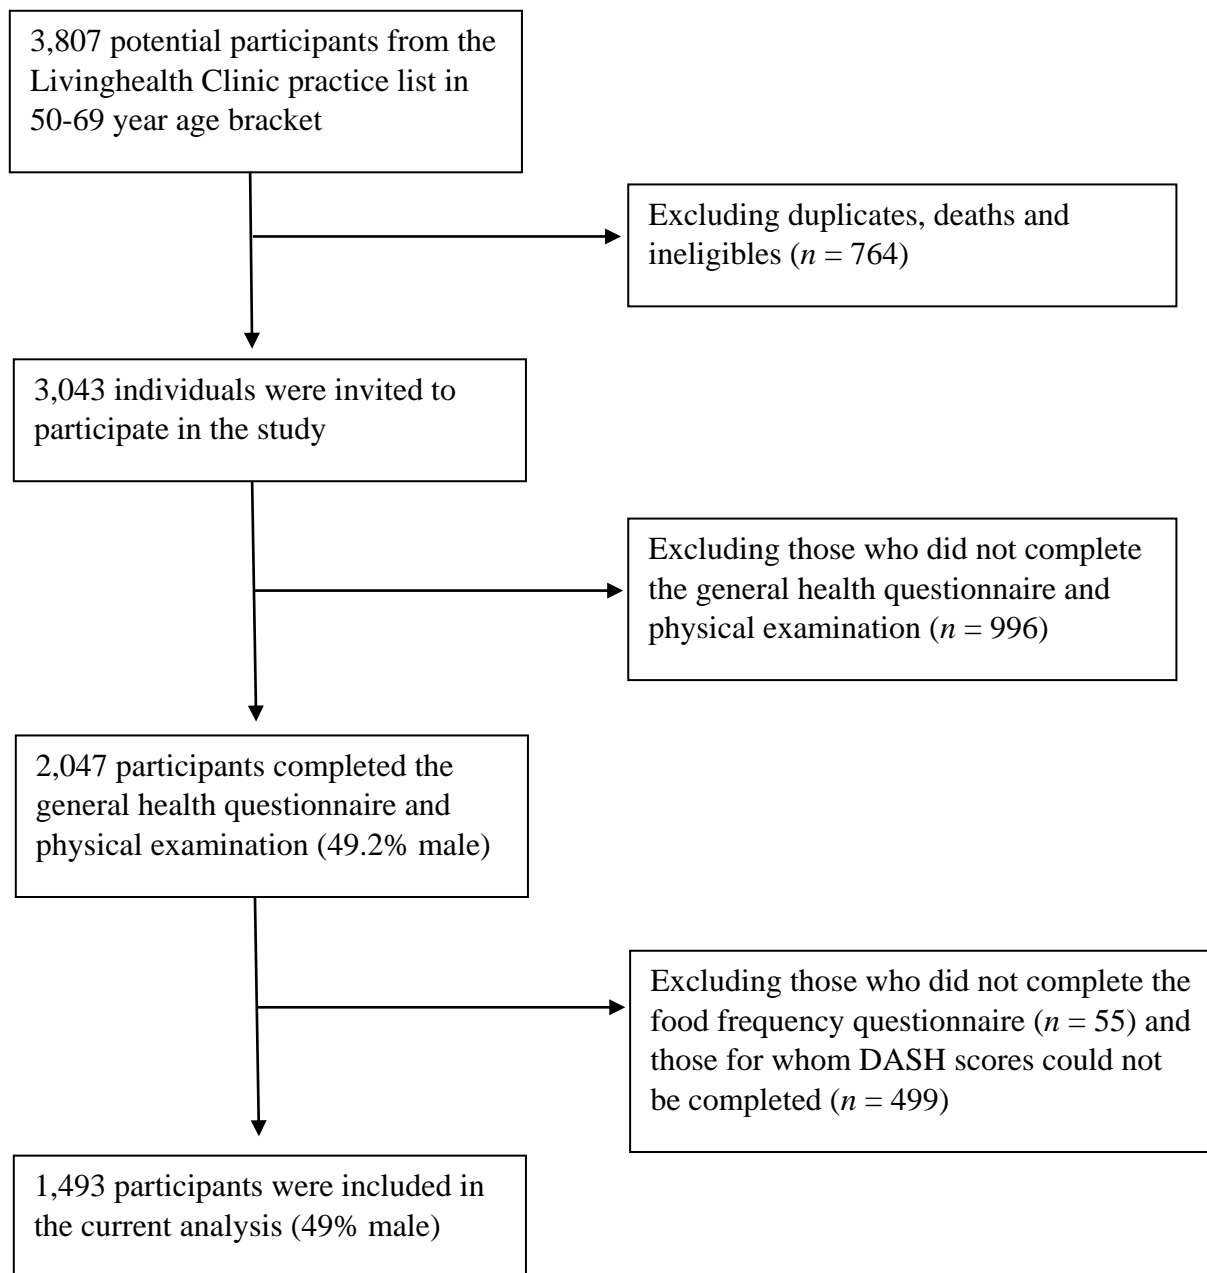 3,807 potential participants from the
Livinghealth Clinic practice list in
50-69 year age bracket
Excluding duplicates, deaths and
ineligibles (n = 764)
3,043 individuals were invited to
participate in the study
Excluding those who did not complete
the general health questionnaire and
physical examination (n = 996)
2,047 participants completed the
general health questionnaire and
physical examination (49.2% male)
Excluding those who did not complete the
food frequency questionnaire (n = 55) and
those for whom DASH scores could not
be completed (n = 499)
1,493 participants were included in
the current analysis (49% male)